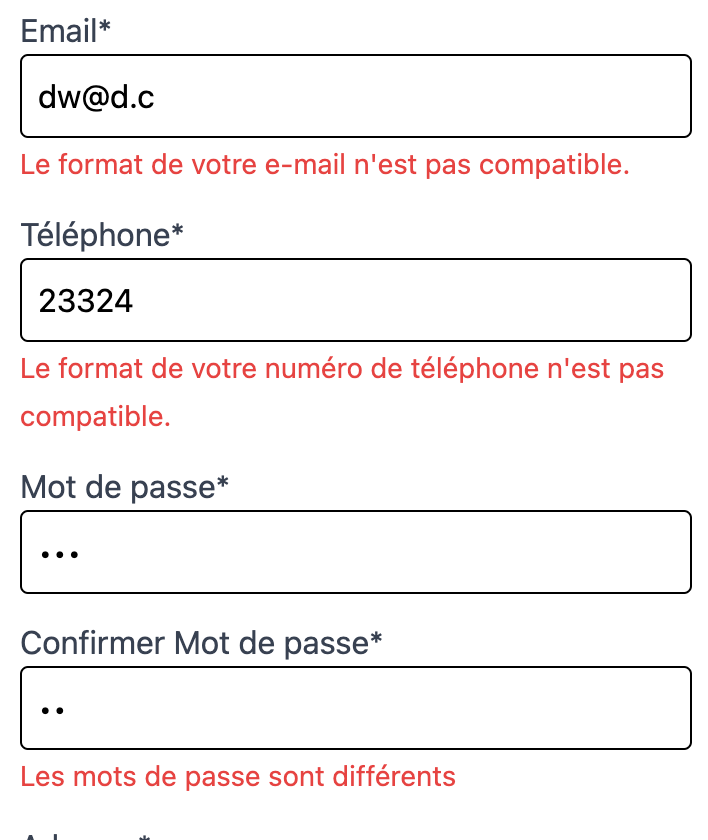 Email*
dw@d.c
Le format de votre e-mail n'est pas compatible.
Téléphone*
23324
Le format de votre numéro de téléphone n'est pas
compatible.
Mot de passe*
•••
Confirmer Mot de passe*
••
Les mots de passe sont différents